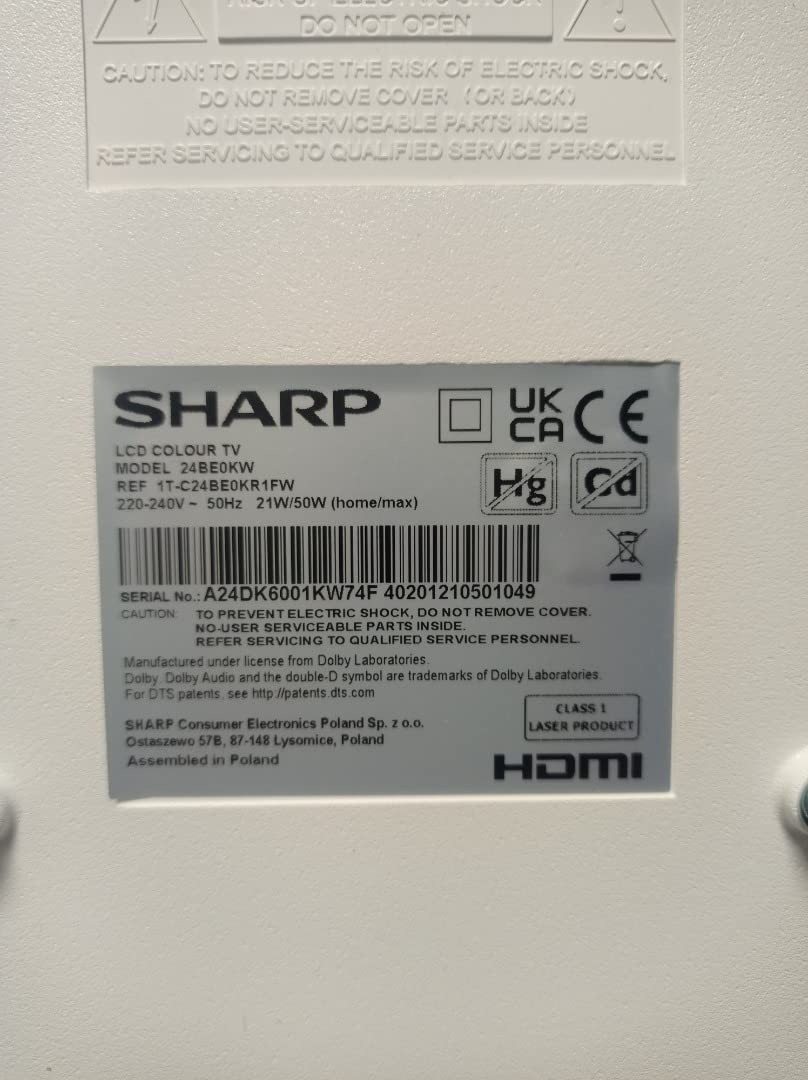 RISK OF ELECTRIC SHOCK
DO NOT OPEN
CAUTION: TO REDUCE THE RISK OF ELECTRIC SHOCK,
DO NOT REMOVE COVER (OR BACK)
NO USER-SERVICEABLE PARTS INSIDE
REFER SERVICING TO QUALIFIED SERVICE PERSONNEL
SHARP
UK
CA CE
LCD COLOUR TV
MODEL 24BE0KW
REF 1T-C24BE0KR1FW
220-240V ~ 50Hz 21W/50W (home/max)
Hg Cd
SERIAL No.: A24DK6001KW74F 40201210501049
CAUTION: TO PREVENT ELECTRIC SHOCK, DO NOT REMOVE COVER.
NO-USER SERVICEABLE PARTS INSIDE.
REFER SERVICING TO QUALIFIED SERVICE PERSONNEL.
Manufactured under license from Dolby Laboratories.
Dolby, Dolby Audio and the double-D symbol are trademarks of Dolby Laboratories.
For DTS patents, see http://patents.dts.com
SHARP Consumer Electronics Poland Sp. z o.o.
Ostaszewo 57B, 87-148 Lysomice, Poland
Assembled in Poland
CLASS 1
LASER PRODUCT
HDMI